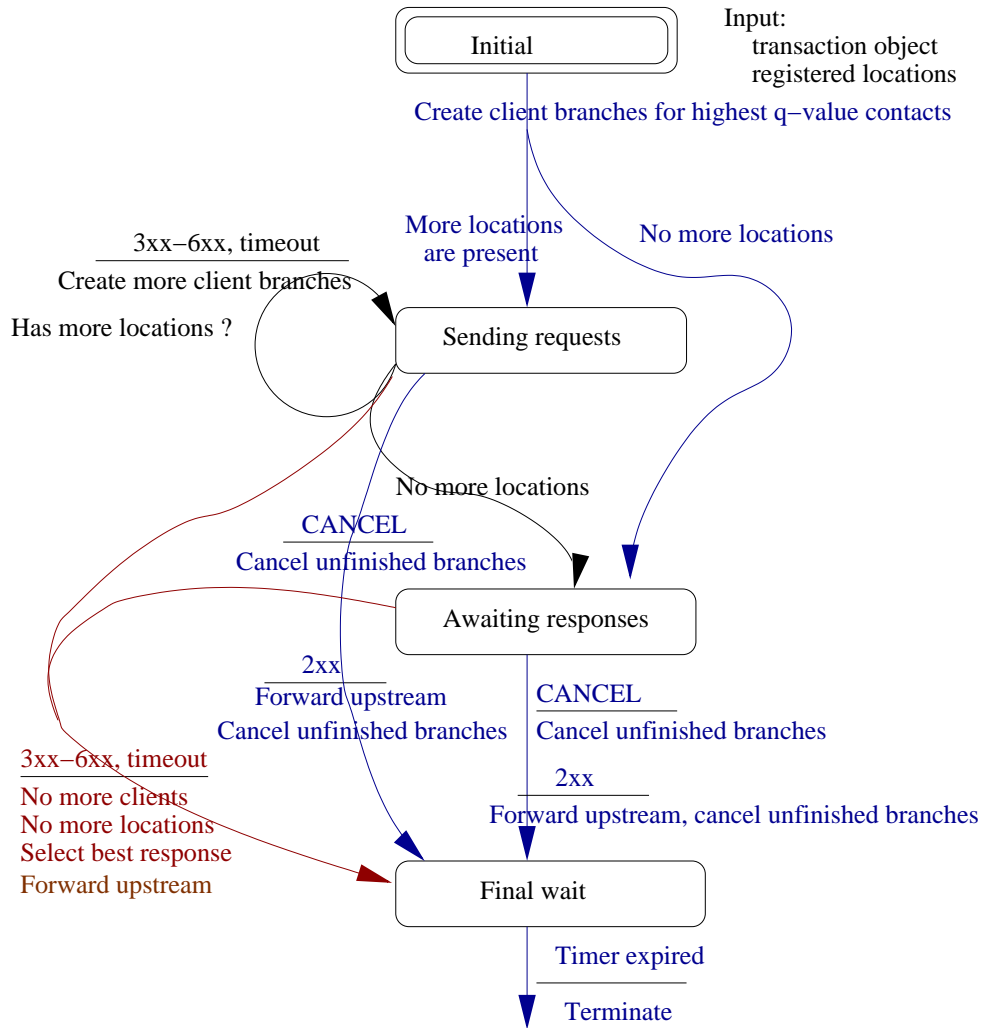 Initial
Input:
transaction object
registered locations
Create client branches for highest q−value contacts
More locations
are present
No more locations
3xx−6xx, timeout
Create more client branches
Has more locations ?
Sending requests
No more locations
CANCEL
Cancel unfinished branches
Awaiting responses
2xx
Forward upstream
Cancel unfinished branches
CANCEL
Cancel unfinished branches
3xx−6xx, timeout
No more clients
No more locations
Select best response
Forward upstream
2xx
Forward upstream, cancel unfinished branches
Final wait
Timer expired
Terminate